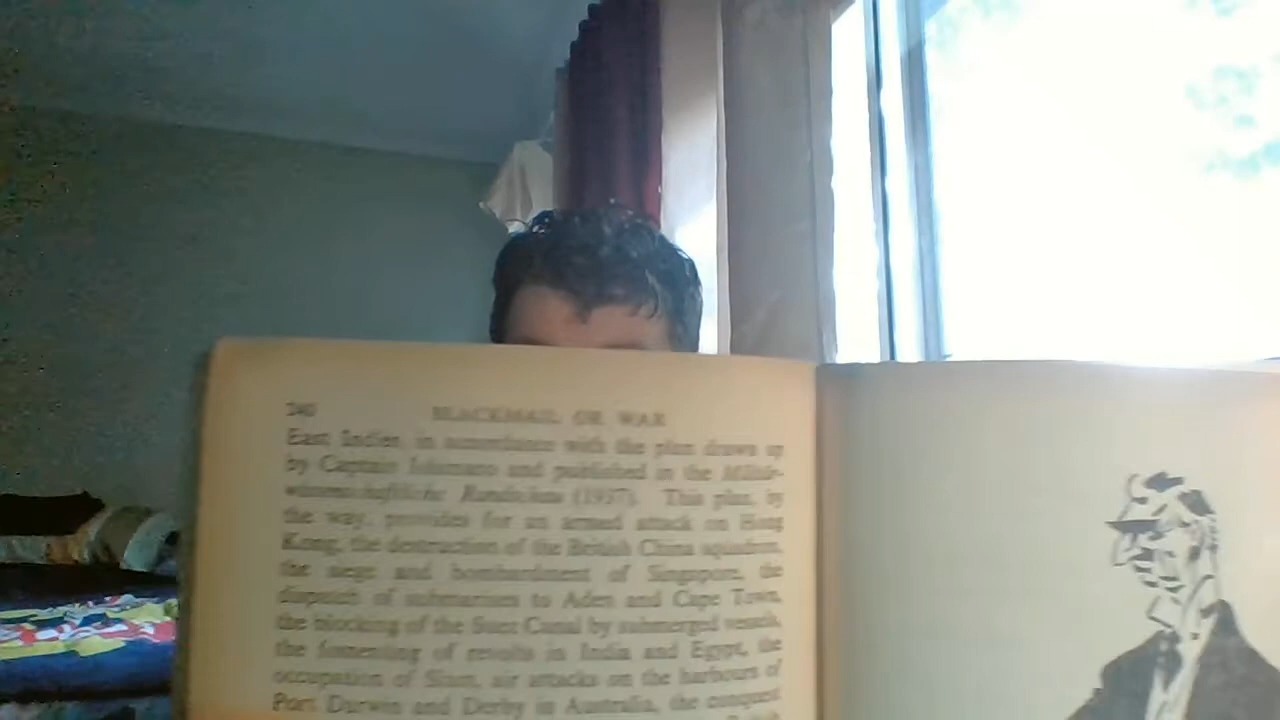 240 BLACKMAIL OR WAR
East Indies, in accordance with the plan drawn up
by Captain and published in the Militär-
wissenschaftliche Rundschau (1937). This plan, by
the way, provides for an armed attack on Hong
Kong, the destruction of the British China squadron,
the siege and bombardment of Singapore, the
dispatch of submarines to Aden and Cape Town,
the blocking of the Suez Canal by submerged vessels,
the fomenting of revolts in India and Egypt, the
occupation of Siam, air attacks on the harbours of
Port Darwin and Derby in Australia, the conquest